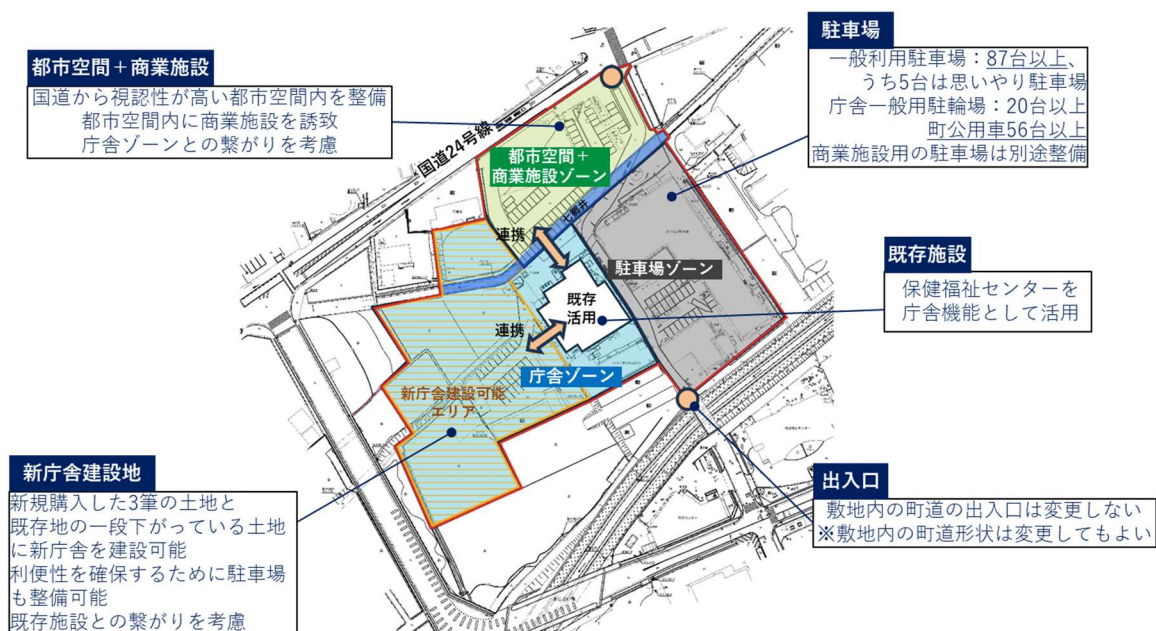 都市空間+商業施設
国道から視認性が高い都市空間内を整備
都市空間内に商業施設を誘致
庁舎ゾーンとの繋がりを考慮
駐車場
一般利用駐車場:87台以上、
うち5台は思いやり駐車場
庁舎一般用駐輪場:20台以上
町公用車56台以上
商業施設用の駐車場は別途整備
国道24号線
都市空間+
商業施設ゾーン
七郷井
連携
駐車場ゾーン
既存施設
保健福祉センターを
庁舎機能として活用
既存
活用
連携
庁舎ゾーン
新庁舎建設可能
エリア
新庁舎建設地
新規購入した3筆の土地と
既存地の一段下がっている土地
に新庁舎を建設可能
利便性を確保するために駐車場
も整備可能
既存施設との繋がりを考慮
出入口
敷地内の町道の出入口は変更しない
※敷地内の町道形状は変更してもよい